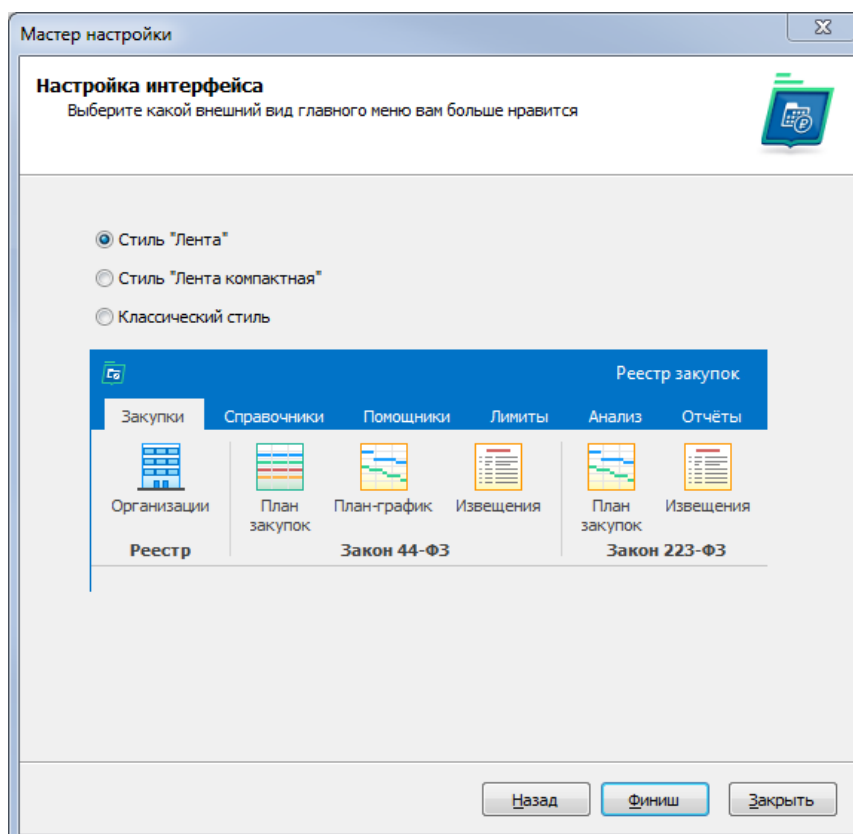 Мастер настройки
Настройка интерфейса
Выберите какой внешний вид главного меню вам больше нравится
Стиль "Лента"
Стиль "Лента компактная"
Классический стиль
Реестр закупок
Закупки Справочники Помощники Лимиты Анализ Отчёты
Организации План закупок План-график Извещения План закупок Извещения
Реестр Закон 44-ФЗ Закон 223-ФЗ
Назад Финиш Закрыть